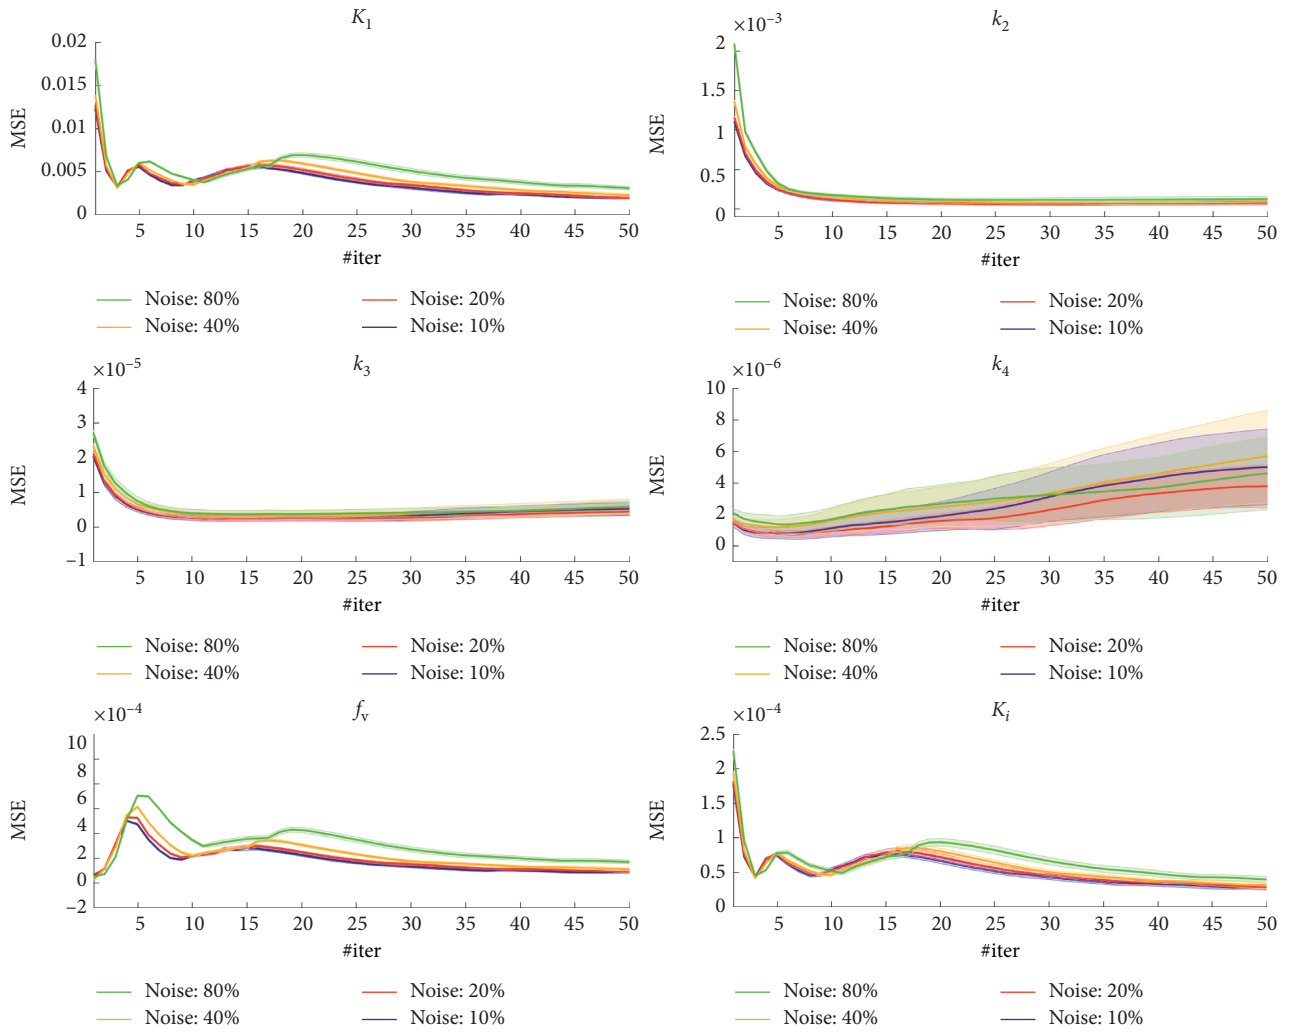 K1
0.02
0.015
0.01
0.005
0
MSE
5 10 15 20 25 30 35 40 45 50
#iter
Noise: 80% Noise: 20%
Noise: 40% Noise: 10%
k2
×10–3
2
1.5
1
0.5
0
MSE
5 10 15 20 25 30 35 40 45 50
#iter
80% Noise: 20%
Noise: 40% Noise: 10%
k3
×10–5
4
3
2
1
0
–1
MSE
5 10 15 20 25 30 35 40 45 50
#iter
Noise: 80% Noise: 20%
Noise: 40% Noise: 10%
k4
×10–6
10
8
6
4
2
0
MSE
5 10 15 20 25 30 35 40 45 50
#iter
Noise: 80% Noise: 20%
Noise: 40% Noise: 10%
fv
×10–4
10
8
6
4
2
0
–2
MSE
5 10 15 20 25 30 35 40 45 50
#iter
Noise: 80% Noise: 20%
Noise: 40% Noise: 10%
Ki
×10–4
2.5
2
1.5
1
0.5
0
MSE
5 10 15 20 25 30 35 40 45 50
#iter
Noise: 80% Noise: 20%
Noise: 40% Noise: 10%